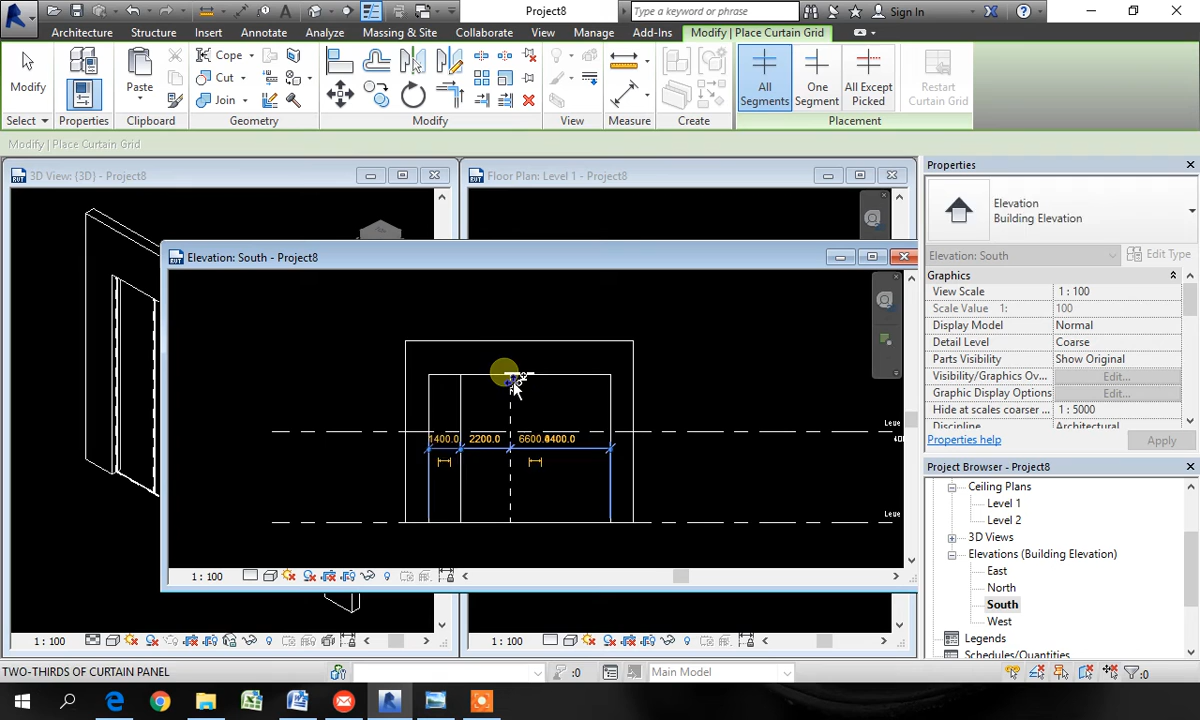 Project8
Type a keyword or phrase
Sign In
Architecture Structure Insert Annotate Analyze Massing & Site Collaborate View Manage Add-Ins Modify | Place Curtain Grid
Modify
Paste
Cope
Cut
Join
All Segments
One Segment
All Except Picked
Restart Curtain Grid
Select Properties Clipboard Geometry Modify View Measure Create Placement
Modify | Place Curtain Grid
3D View: {3D} - Project8
Floor Plan: Level 1 - Project8
Elevation: South - Project8
1400.0 2200.0
1 : 100
1 : 100
1 : 100
Properties
Elevation
Building Elevation
Elevation: South
Edit Type
Graphics
View Scale 1 : 100
Scale Value 1: 100
Display Model Normal
Detail Level Coarse
Parts Visibility Show Original
Visibility/Graphics Ov... Edit...
Graphic Display Options Edit...
Hide at scales coarser ... 1 : 5000
Discipline Architectural
Properties help
Apply
Project Browser - Project8
Ceiling Plans
Level 1
Level 2
3D Views
Elevations (Building Elevation)
East
North
South
West
Legends
Schedules/Quantities
TWO-THIRDS OF CURTAIN PANEL
:0
Main Model
:0